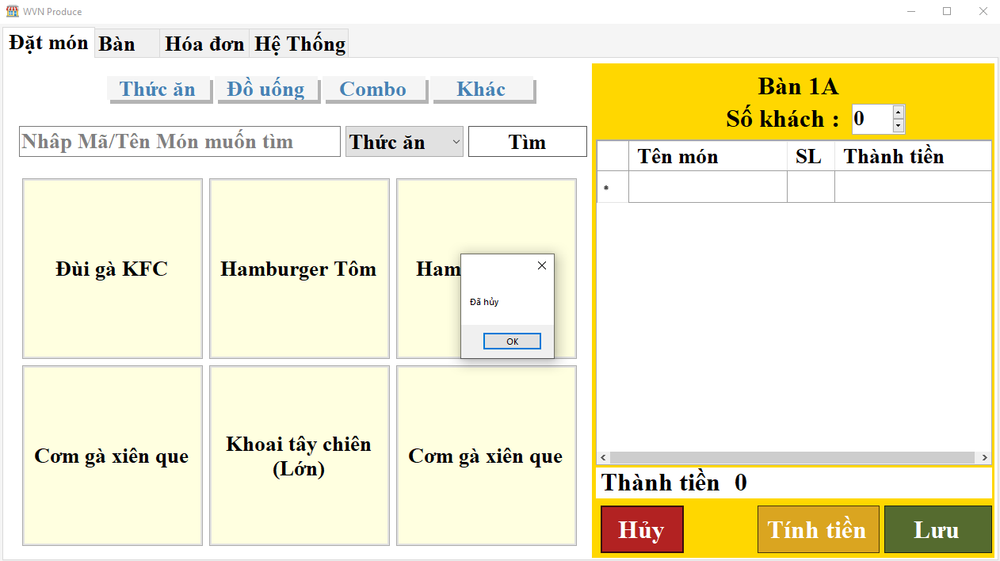 WVN Produce
Đặt món
Bàn
Hóa đơn
Hệ Thống
Thức ăn
Đồ uống
Combo
Khác
Nhâp Mã/Tên Món muốn tìm
Thức ăn
Tìm
Đùi gà KFC
Hamburger Tôm
Ham
Cơm gà xiên que
Khoai tây chiên
(Lớn)
Cơm gà xiên que
Đã hủy
OK
Bàn 1A
Số khách : 0
Tên món SL Thành tiền
Thành tiền 0
Hủy
Tính tiền
Lưu